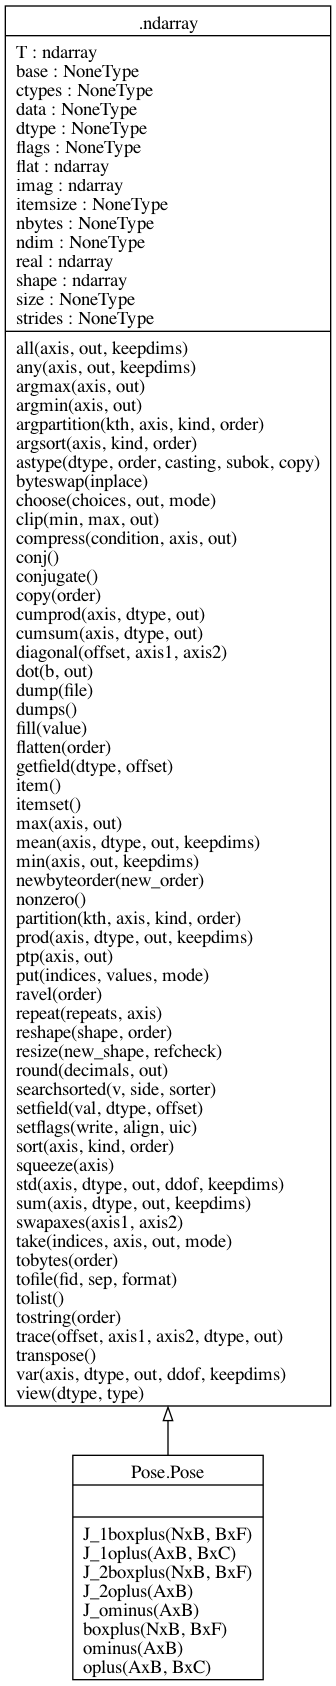 .ndarray
T : ndarray
base : NoneType
ctypes : NoneType
data : NoneType
dtype : NoneType
flags : NoneType
flat : ndarray
imag : ndarray
itemsize : NoneType
nbytes : NoneType
ndim : NoneType
real : ndarray
shape : ndarray
size : NoneType
strides : NoneType
all(axis, out, keepdims)
any(axis, out, keepdims)
argmax(axis, out)
argmin(axis, out)
argpartition(kth, axis, kind, order)
argsort(axis, kind, order)
astype(dtype, order, casting, subok, copy)
byteswap(inplace)
choose(choices, out, mode)
clip(min, max, out)
compress(condition, axis, out)
conj()
conjugate()
copy(order)
cumprod(axis, dtype, out)
cumsum(axis, dtype, out)
diagonal(offset, axis1, axis2)
dot(b, out)
dump(file)
dumps()
fill(value)
flatten(order)
getfield(dtype, offset)
item()
itemset()
max(axis, out)
mean(axis, dtype, out, keepdims)
min(axis, out, keepdims)
newbyteorder(new_order)
nonzero()
partition(kth, axis, kind, order)
prod(axis, dtype, out, keepdims)
ptp(axis, out)
put(indices, values, mode)
ravel(order)
repeat(repeats, axis)
reshape(shape, order)
resize(new_shape, refcheck)
round(decimals, out)
searchsorted(v, side, sorter)
setfield(val, dtype, offset)
setflags(write, align, uic)
sort(axis, kind, order)
squeeze(axis)
std(axis, dtype, out, ddof, keepdims)
sum(axis, dtype, out, keepdims)
swapaxes(axis1, axis2)
take(indices, axis, out, mode)
tobytes(order)
tofile(fid, sep, format)
tolist()
tostring(order)
trace(offset, axis1, axis2, dtype, out)
transpose()
var(axis, dtype, out, ddof, keepdims)
view(dtype, type)
Pose.Pose
J_1boxplus(NxB, BxF)
J_1oplus(AxB, BxC)
J_2boxplus(NxB, BxF)
J_2oplus(AxB)
J_ominus(AxB)
boxplus(NxB, BxF)
ominus(AxB)
oplus(AxB, BxC)